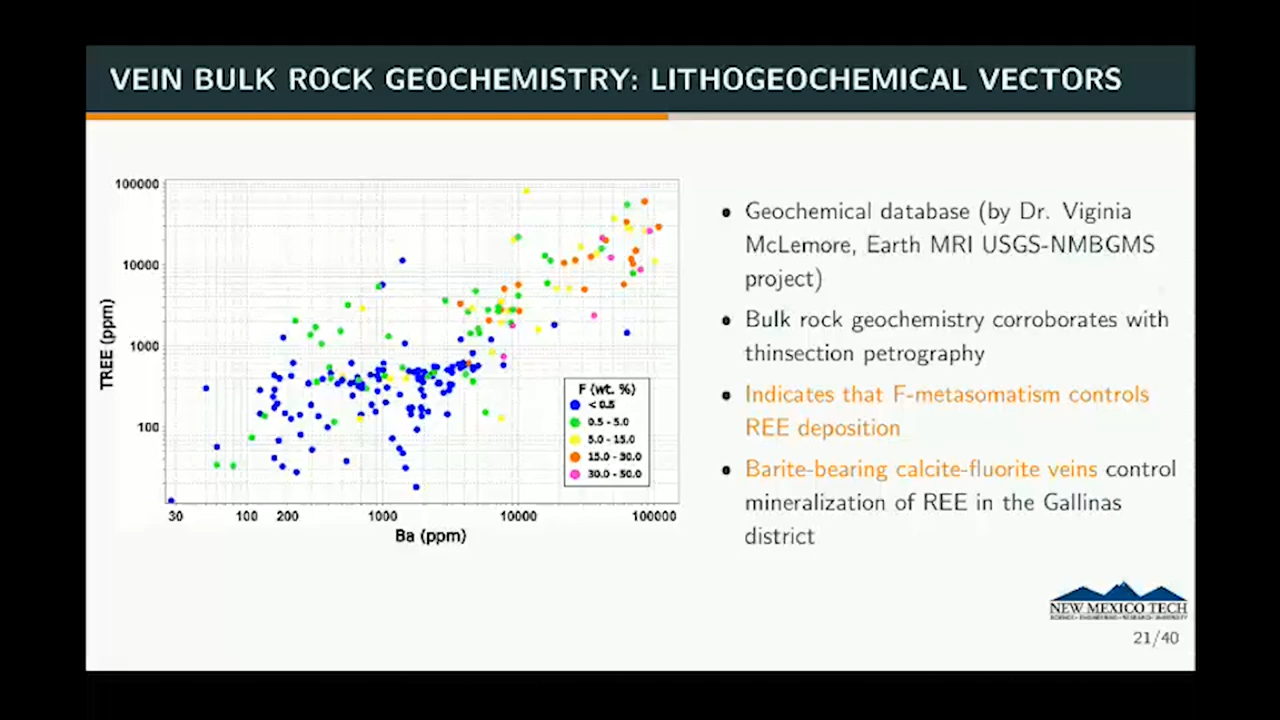 VEIN BULK ROCK GEOCHEMISTRY: LITHOGEOCHEMICAL VECTORS
TREE (ppm)
100000
10000
1000
100
30 100 200 1000 10000 100000
Ba (ppm)
F (wt. %)
< 0.5
0.5 - 5.0
5.0 - 15.0
15.0 - 30.0
30.0 - 50.0
• Geochemical database (by Dr. Viginia
McLemore, Earth MRI USGS-NMBGMS
project)
• Bulk rock geochemistry corroborates with
thinsection petrography
• Indicates that F-metasomatism controls
REE deposition
• Barite-bearing calcite-fluorite veins control
mineralization of REE in the Gallinas
district
NEW MEXICO TECH
SCIENCE • ENGINEERING • RESEARCH UNIVERSITY
21/40